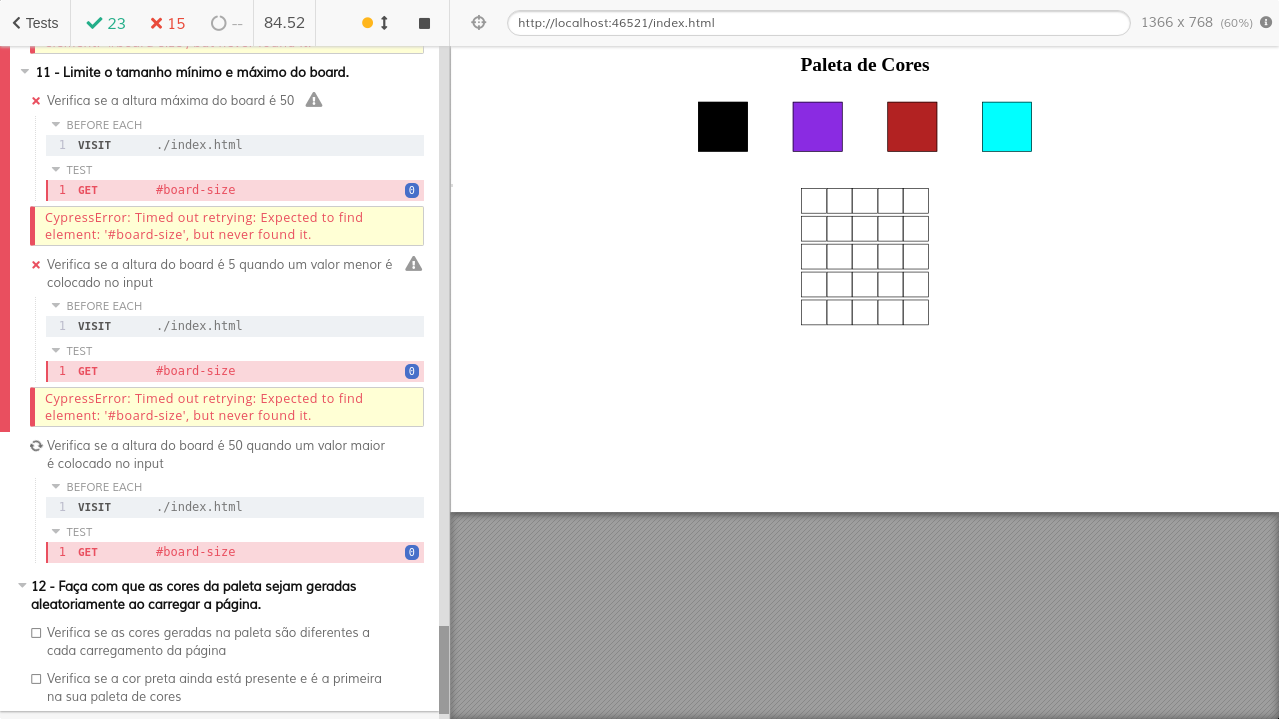 Tests
23
15
--
84.52
http://localhost:46521/index.html
1366 x 768 (60%)
element: '#board-size', but never found it.
11 - Limite o tamanho mínimo e máximo do board.
Verifica se a altura máxima do board é 50
BEFORE EACH
1 VISIT ./index.html
TEST
1 GET #board-size 0
CypressError: Timed out retrying: Expected to find
element: '#board-size', but never found it.
Verifica se a altura do board é 5 quando um valor menor é
colocado no input
BEFORE EACH
1 VISIT ./index.html
TEST
1 GET #board-size 0
CypressError: Timed out retrying: Expected to find
element: '#board-size', but never found it.
Verifica se a altura do board é 50 quando um valor maior
é colocado no input
BEFORE EACH
1 VISIT ./index.html
TEST
1 GET #board-size 0
12 - Faça com que as cores da paleta sejam geradas
aleatoriamente ao carregar a página.
Verifica se as cores geradas na paleta são diferentes a
cada carregamento da página
Verifica se a cor preta ainda está presente e é a primeira
na sua paleta de cores
Paleta de Cores